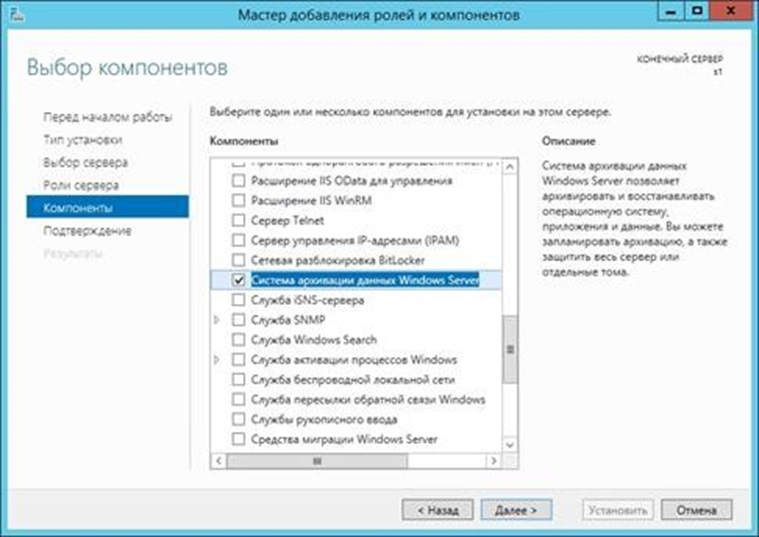 Мастер добавления ролей и компонентов
Выбор компонентов
КОНЕЧНЫЙ СЕРВЕР
s1
Перед началом работы
Тип установки
Выбор сервера
Роли сервера
Компоненты
Подтверждение
Результаты
Выберите один или несколько компонентов для установки на этом сервере.
Компоненты
Расширение IIS OData для управления
Расширение IIS WinRM
Сервер Telnet
Сервер управления IP-адресами (IPAM)
Сетевая разблокировка BitLocker
Система архивации данных Windows Server
Служба iSNS-сервера
Служба SNMP
Служба Windows Search
Служба активации процессов Windows
Служба беспроводной локальной сети
Служба пересылки обратной связи Windows
Службы рукописного ввода
Средства миграции Windows Server
Описание
Система архивации данных
Windows Server позволяет
архивировать и восстанавливать
операционную систему,
приложения и данные. Вы можете
запланировать архивацию, а также
защитить весь сервер или
отдельные тома.
< Назад
Далее >
Установить
Отмена